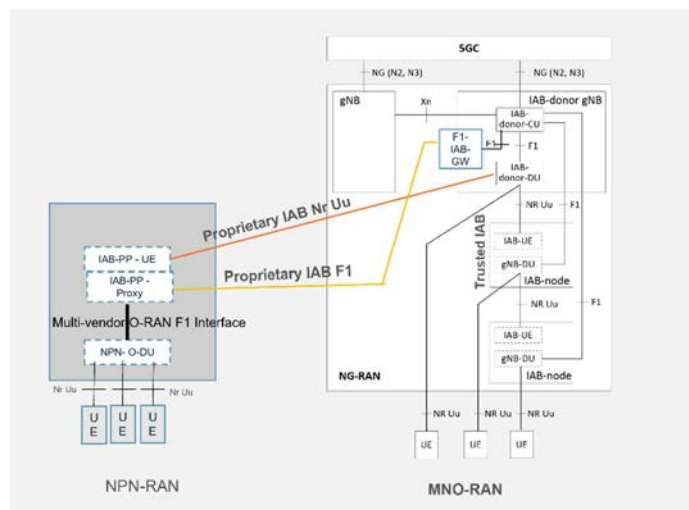 5GC
NG (N2, N3)
NG (N2, N3)
gNB
IAB-donor gNB
Xn
IAB-
donor-CU
F1-
IAB-
GW
F1
F1
IAB-
donor-DU
NR Uu
F1
Trusted IAB
IAB-UE
gNB-DU
IAB-node
NR Uu
F1
IAB-UE
gNB-DU
IAB-node
NG-RAN
NR Uu
NR Uu
NR Uu
UE
UE
UE
MNO-RAN
Proprietary IAB Nr Uu
Proprietary IAB F1
IAB-PP - UE
IAB-PP -
Proxy
Multi-vendor O-RAN F1 Interface
NPN- O-DU
Nr Uu
Nr Uu
U
E
U
E
U
E
NPN-RAN